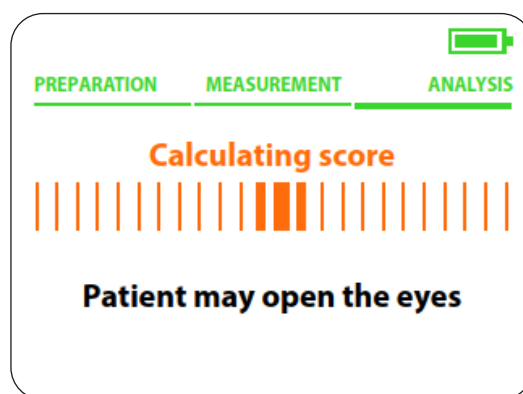 PREPARATION MEASUREMENT ANALYSIS
Calculating score
Patient may open the eyes